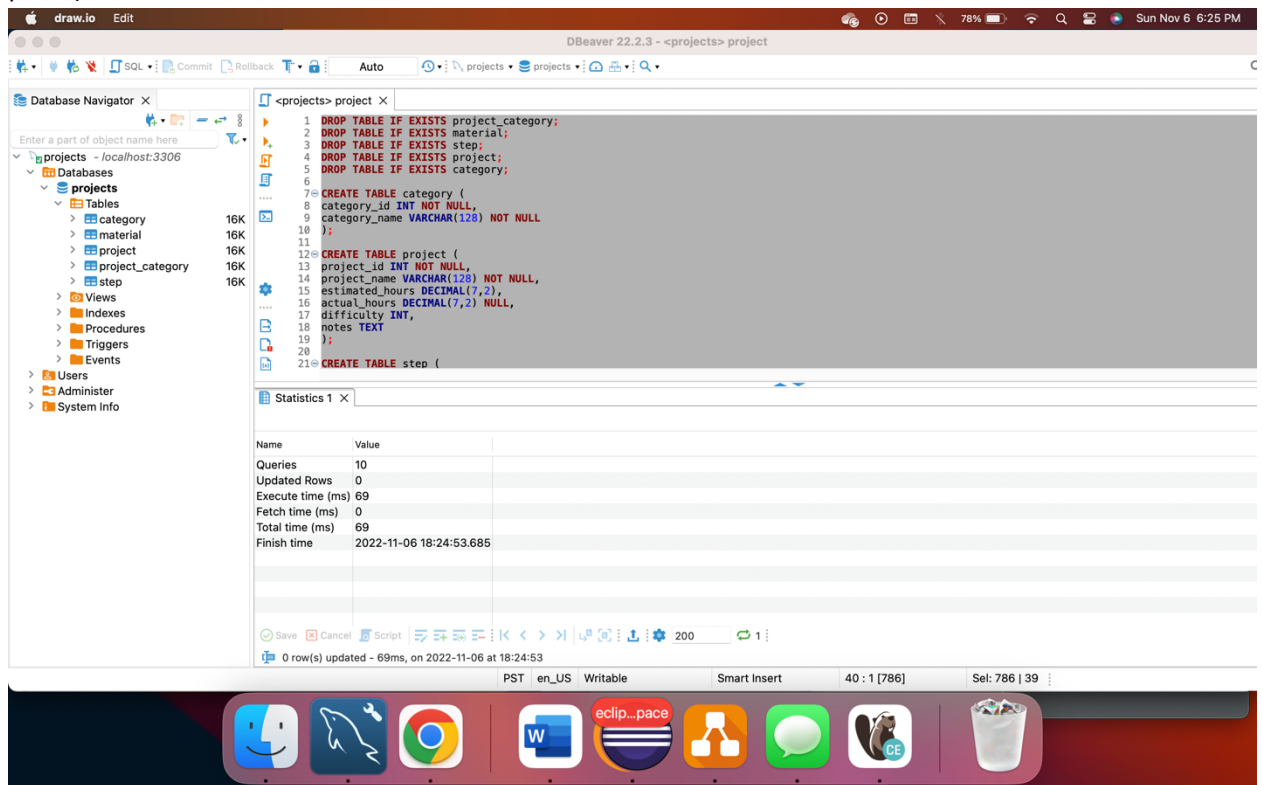 draw.io Edit 78% Sun Nov 6 6:25 PM
DBeaver 22.2.3 - <projects> project
SQL Commit Rollback Auto projects projects
Database Navigator
<projects> project
Enter a part of object name here
projects - localhost:3306
Databases
projects
Tables
category 16K
material 16K
project 16K
project_category 16K
step 16K
Views
Indexes
Procedures
Triggers
Events
Users
Administer
System Info
1 DROP TABLE IF EXISTS project_category;
2 DROP TABLE IF EXISTS material;
3 DROP TABLE IF EXISTS step;
4 DROP TABLE IF EXISTS project;
5 DROP TABLE IF EXISTS category;
6
7 CREATE TABLE category (
8 category_id INT NOT NULL,
9 category_name VARCHAR(128) NOT NULL
10 );
11
12 CREATE TABLE project (
13 project_id INT NOT NULL,
14 project_name VARCHAR(128) NOT NULL,
15 estimated_hours DECIMAL(7,2),
16 actual_hours DECIMAL(7,2) NULL,
17 difficulty INT,
18 notes TEXT
19 );
20
21 CREATE TABLE step (
Statistics 1
Name Value
Queries 10
Updated Rows 0
Execute time (ms) 69
Fetch time (ms) 0
Total time (ms) 69
Finish time 2022-11-06 18:24:53.685
Save Cancel Script 200 1
0 row(s) updated - 69ms, on 2022-11-06 at 18:24:53
PST en_US Writable Smart Insert 40 : 1 [786] Sel: 786 | 39
eclip...pace
W
CE